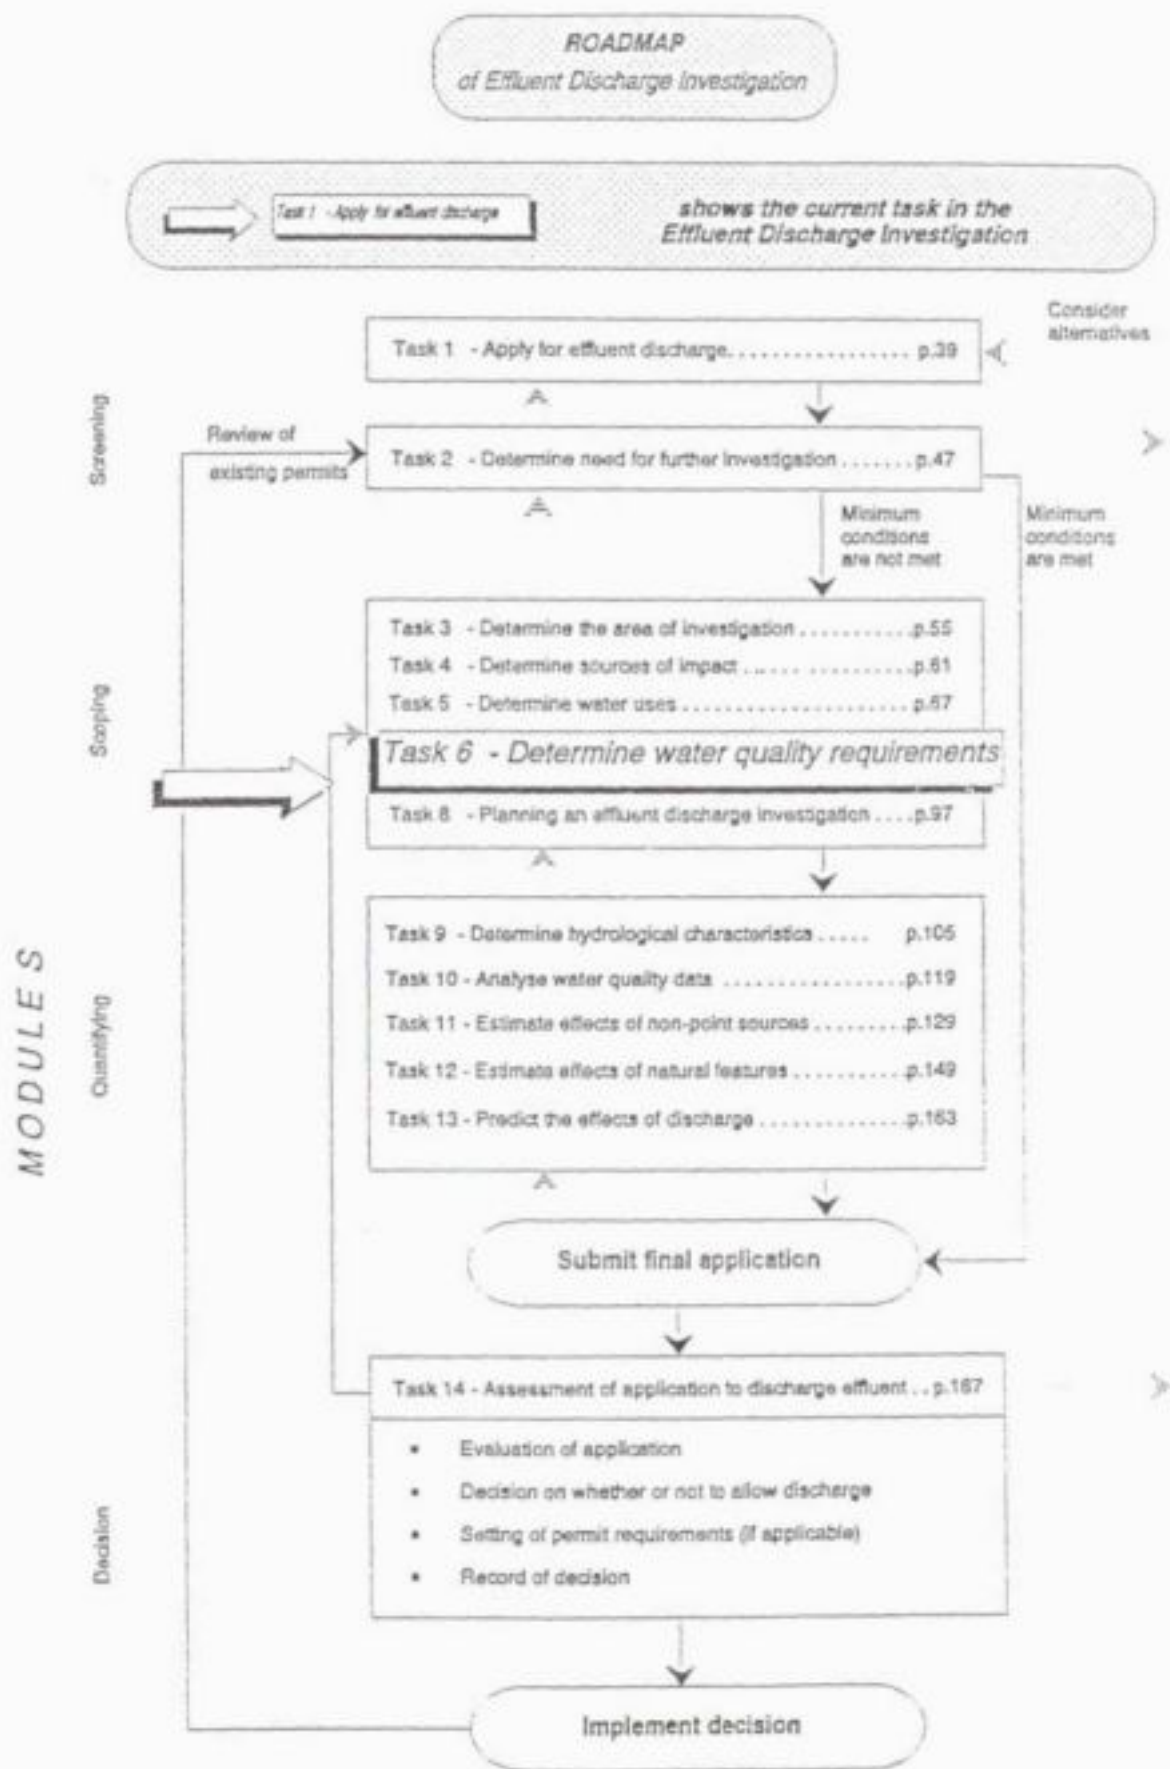 ROADMAP
of Effluent Discharge Investigation
Task 1 - Apply for effluent discharge
shows the current task in the
Effluent Discharge Investigation
Consider
alternatives
Task 1 - Apply for effluent discharge................. p.39
Screening
Review of
existing permits
Task 2 - Determine need for further investigation ....... p.47
Minimum
conditions
are not met
Minimum
conditions
are met
Scoping
Task 3 - Determine the area of investigation ...........p.55
Task 4 - Determine sources of impact ... .... ..........p.61
Task 5 - Determine water uses ....................p.67
Task 6 - Determine water quality requirements
Task 8 - Planning an effluent discharge investigation ....p.97
MODULES
Quantifying
Task 9 - Determine hydrological characteristics ..... p.105
Task 10 - Analyse water quality data ................p.119
Task 11 - Estimate effects of non-point sources ..........p.129
Task 12 - Estimate effects of natural features ...........p.149
Task 13 - Predict the effects of discharge ..............p.163
Submit final application
Decision
Task 14 - Assessment of application to discharge effluent .. p.167
• Evaluation of application
• Decision on whether or not to allow discharge
• Setting of permit requirements (if applicable)
• Record of decision
Implement decision